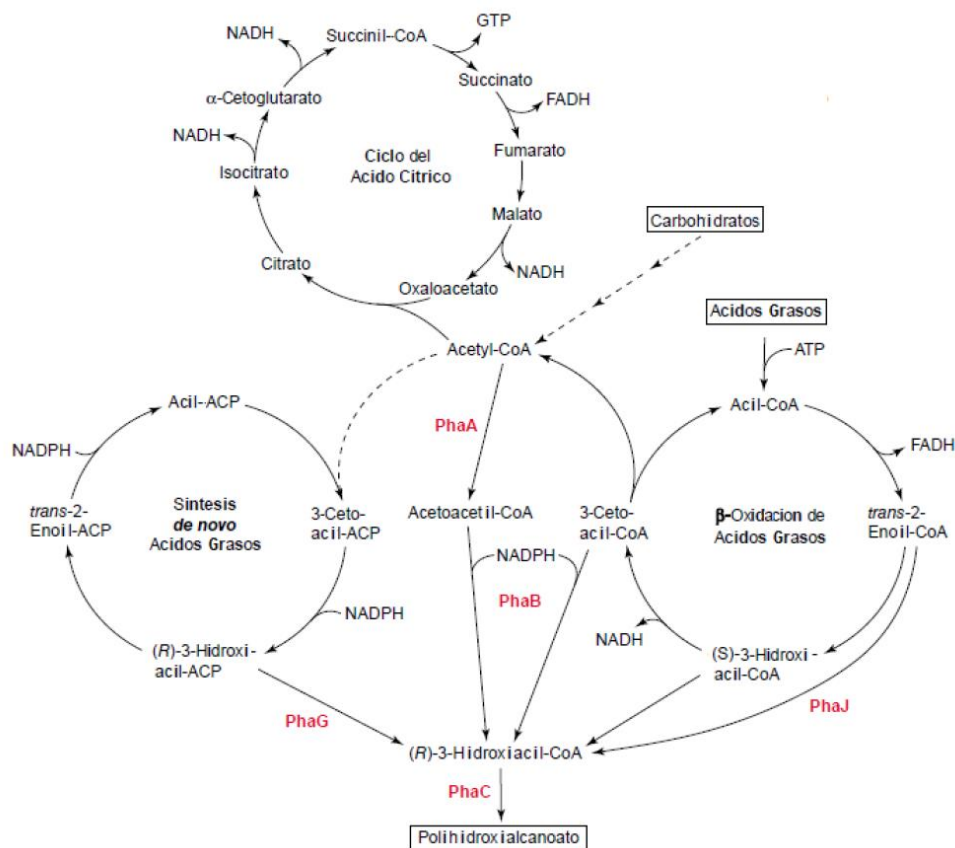 NADH
Succinil--CoA
GTP
Succinato
α-Cetoglutarato
FADH
NADH
Fumarato
Isocitrato
Ciclo del
Acido Citrico
Malato
Carbohidratos
Citrato
NADH
Oxaloacetato
Acidos Grasos
Acetyl-CoA
ATP
Acil-ACP
Acil-CoA
PhaA
NADPH
FADH
trans-2-
Enoil-ACP
Sintesis
de novo
Acidos Grasos
3-Ceto-
acil-ACP
Acetoacetil-CoA
3-Ceto-
acil-CoA
β-Oxidacion de
Acidos Grasos
trans-2-
Enoil-CoA
NADPH
PhaB
NADPH
NADH
(R)-3-Hidroxi-
acil-ACP
(S)-3-Hidroxi-
acil-CoA
PhaJ
PhaG
(R)-3-Hidroxiacil-CoA
PhaC
Polihidroxialcanoato